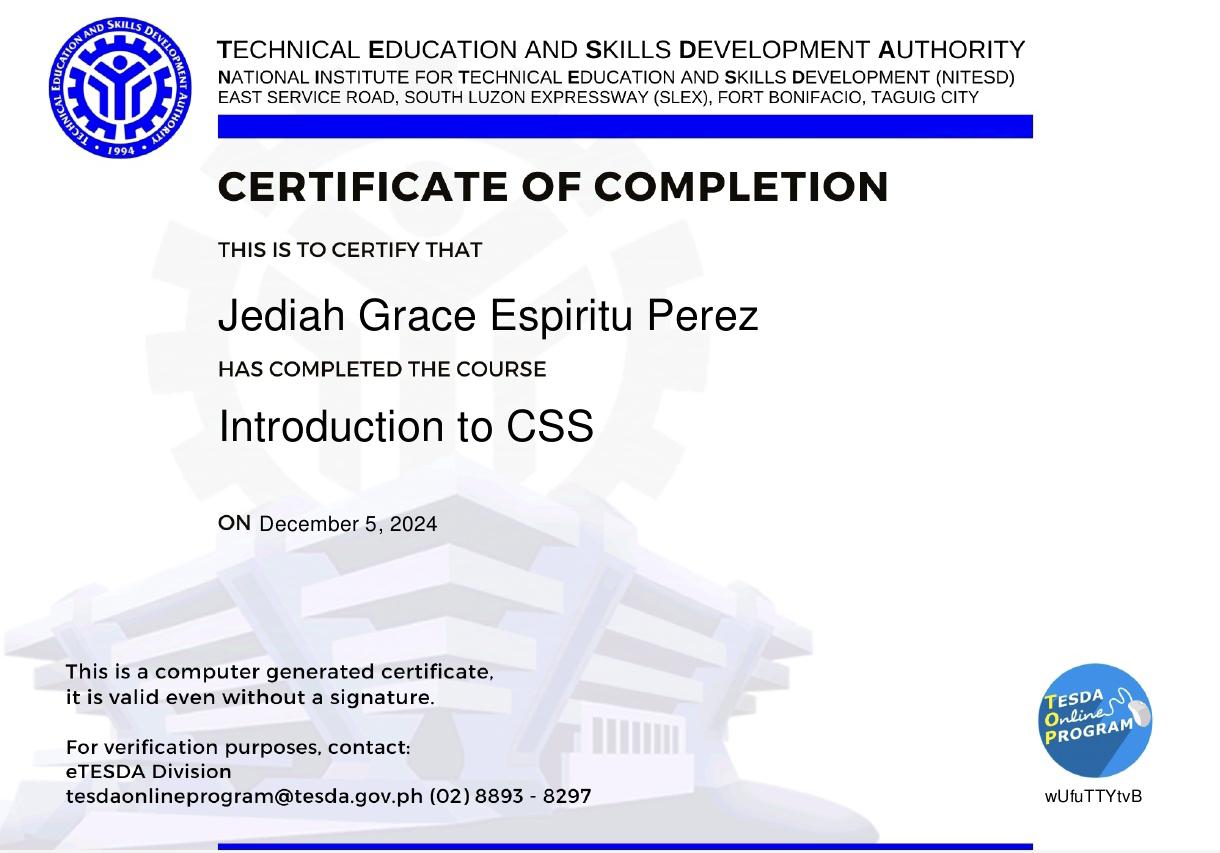 TECHNICAL EDUCATION AND SKILLS DEVELOPMENT AUTHORITY
• 1994 •
TECHNICAL EDUCATION AND SKILLS DEVELOPMENT AUTHORITY
NATIONAL INSTITUTE FOR TECHNICAL EDUCATION AND SKILLS DEVELOPMENT (NITESD)
EAST SERVICE ROAD, SOUTH LUZON EXPRESSWAY (SLEX), FORT BONIFACIO, TAGUIG CITY
CERTIFICATE OF COMPLETION
THIS IS TO CERTIFY THAT
Jediah Grace Espiritu Perez
HAS COMPLETED THE COURSE
Introduction to CSS
ON December 5, 2024
This is a computer generated certificate,
it is valid even without a signature.
For verification purposes, contact:
eTESDA Division
tesdaonlineprogram@tesda.gov.ph (02) 8893 - 8297
TESDA
Online
PROGRAM
wUfuTTYtvB